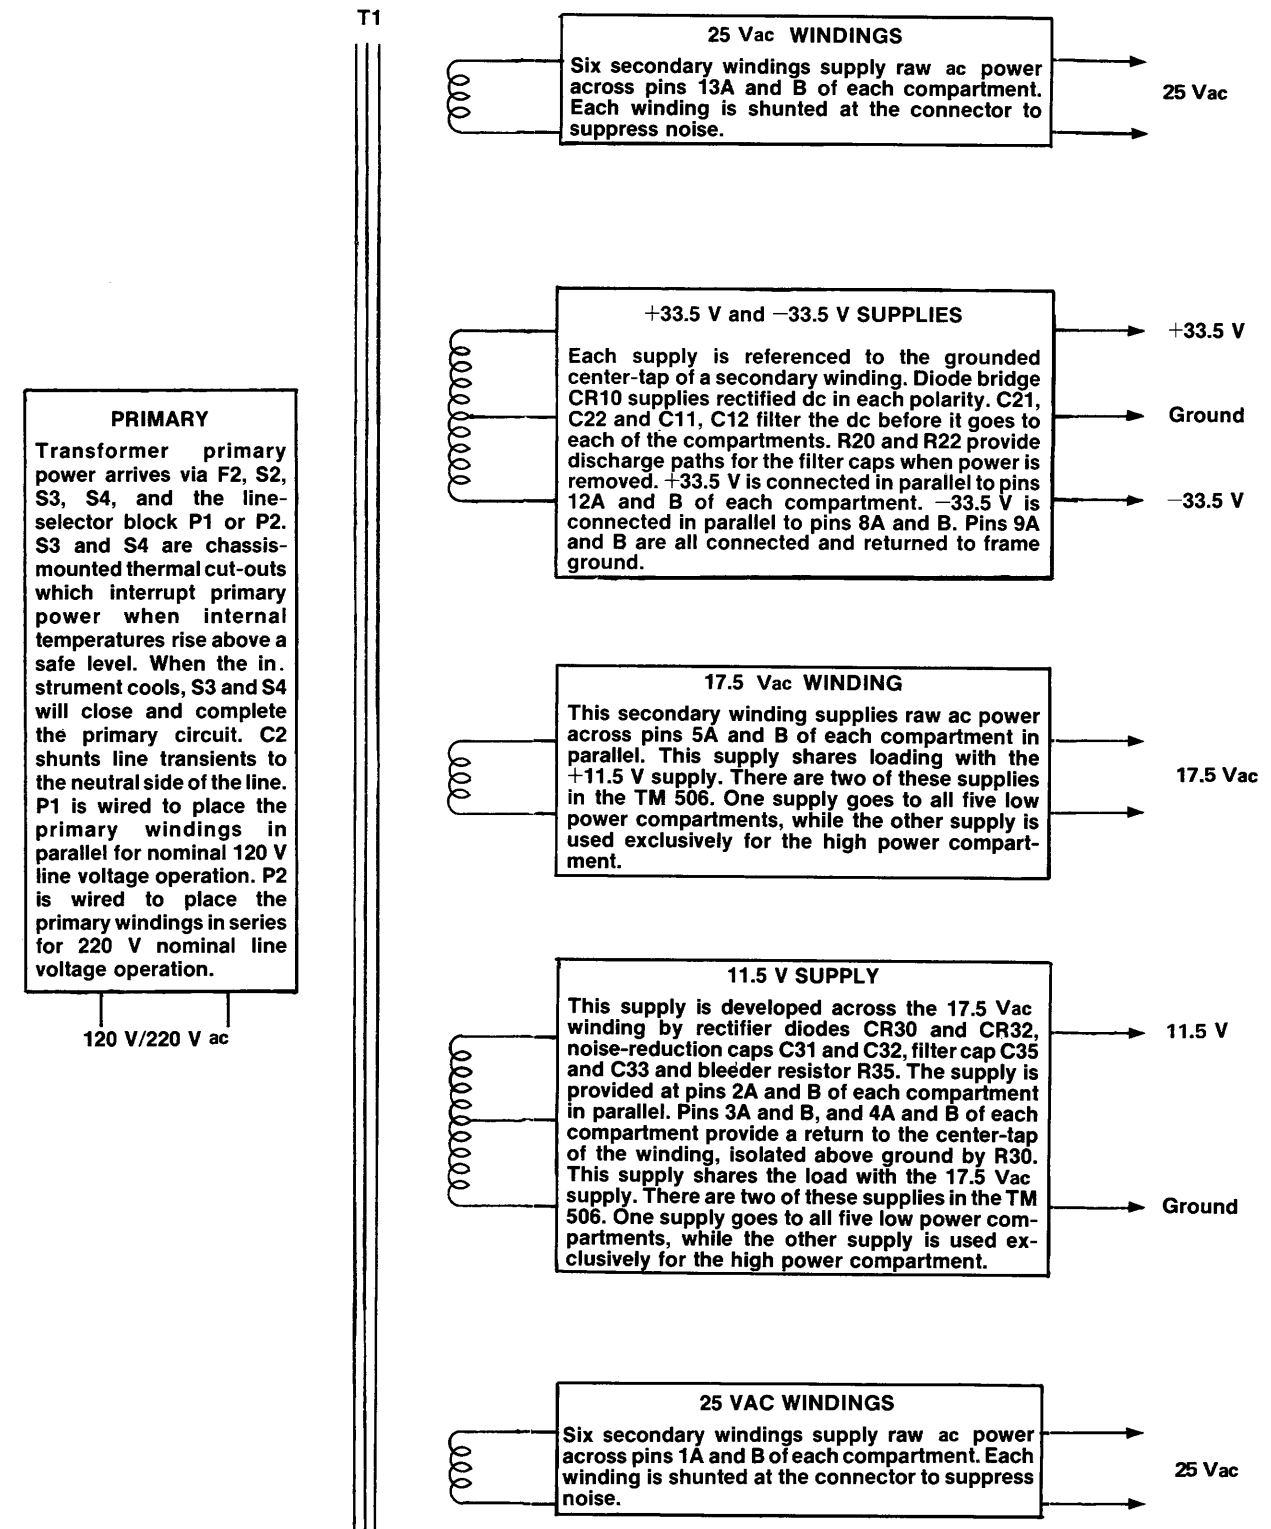 T1
25 Vac WINDINGS
Six secondary windings supply raw ac power
across pins 13A and B of each compartment.
Each winding is shunted at the connector to
suppress noise.
25 Vac
+33.5 V and −33.5 V SUPPLIES
Each supply is referenced to the grounded
center-tap of a secondary winding. Diode bridge
CR10 supplies rectified dc in each polarity. C21,
C22 and C11, C12 filter the dc before it goes to
each of the compartments. R20 and R22 provide
discharge paths for the filter caps when power is
removed. +33.5 V is connected in parallel to pins
12A and B of each compartment. −33.5 V is
connected in parallel to pins 8A and B. Pins 9A
and B are all connected and returned to frame
ground.
+33.5 V
Ground
−33.5 V
PRIMARY
Transformer primary
power arrives via F2, S2,
S3, S4, and the line-
selector block P1 or P2.
S3 and S4 are chassis-
mounted thermal cut-outs
which interrupt primary
power when internal
temperatures rise above a
safe level. When the in.
strument cools, S3 and S4
will close and complete
the primary circuit. C2
shunts line transients to
the neutral side of the line.
P1 is wired to place the
primary windings in
parallel for nominal 120 V
line voltage operation. P2
is wired to place the
primary windings in series
for 220 V nominal line
voltage operation.
120 V/220 V ac
17.5 Vac WINDING
This secondary winding supplies raw ac power
across pins 5A and B of each compartment in
parallel. This supply shares loading with the
+11.5 V supply. There are two of these supplies
in the TM 506. One supply goes to all five low
power compartments, while the other supply is
used exclusively for the high power compart-
ment.
17.5 Vac
11.5 V SUPPLY
This supply is developed across the 17.5 Vac
winding by rectifier diodes CR30 and CR32,
noise-reduction caps C31 and C32, filter cap C35
and C33 and bleeder resistor R35. The supply is
provided at pins 2A and B of each compartment
in parallel. Pins 3A and B, and 4A and B of each
compartment provide a return to the center-tap
of the winding, isolated above ground by R30.
This supply shares the load with the 17.5 Vac
supply. There are two of these supplies in the TM
506. One supply goes to all five low power com-
partments, while the other supply is used ex-
clusively for the high power compartment.
11.5 V
Ground
25 VAC WINDINGS
Six secondary windings supply raw ac power
across pins 1A and B of each compartment. Each
winding is shunted at the connector to suppress
noise.
25 Vac